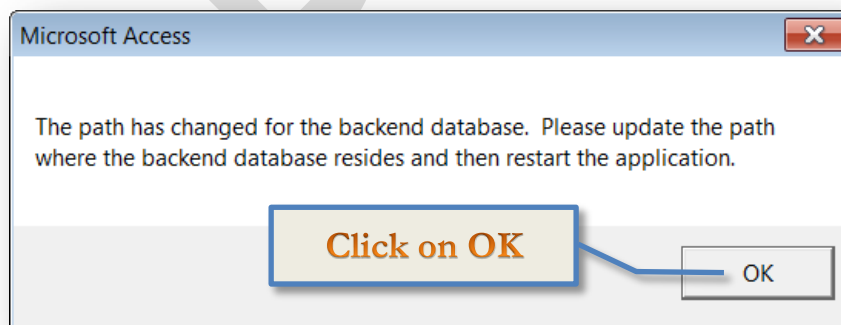 Microsoft Access
The path has changed for the backend database.  Please update the path
where the backend database resides and then restart the application.
Click on OK
OK